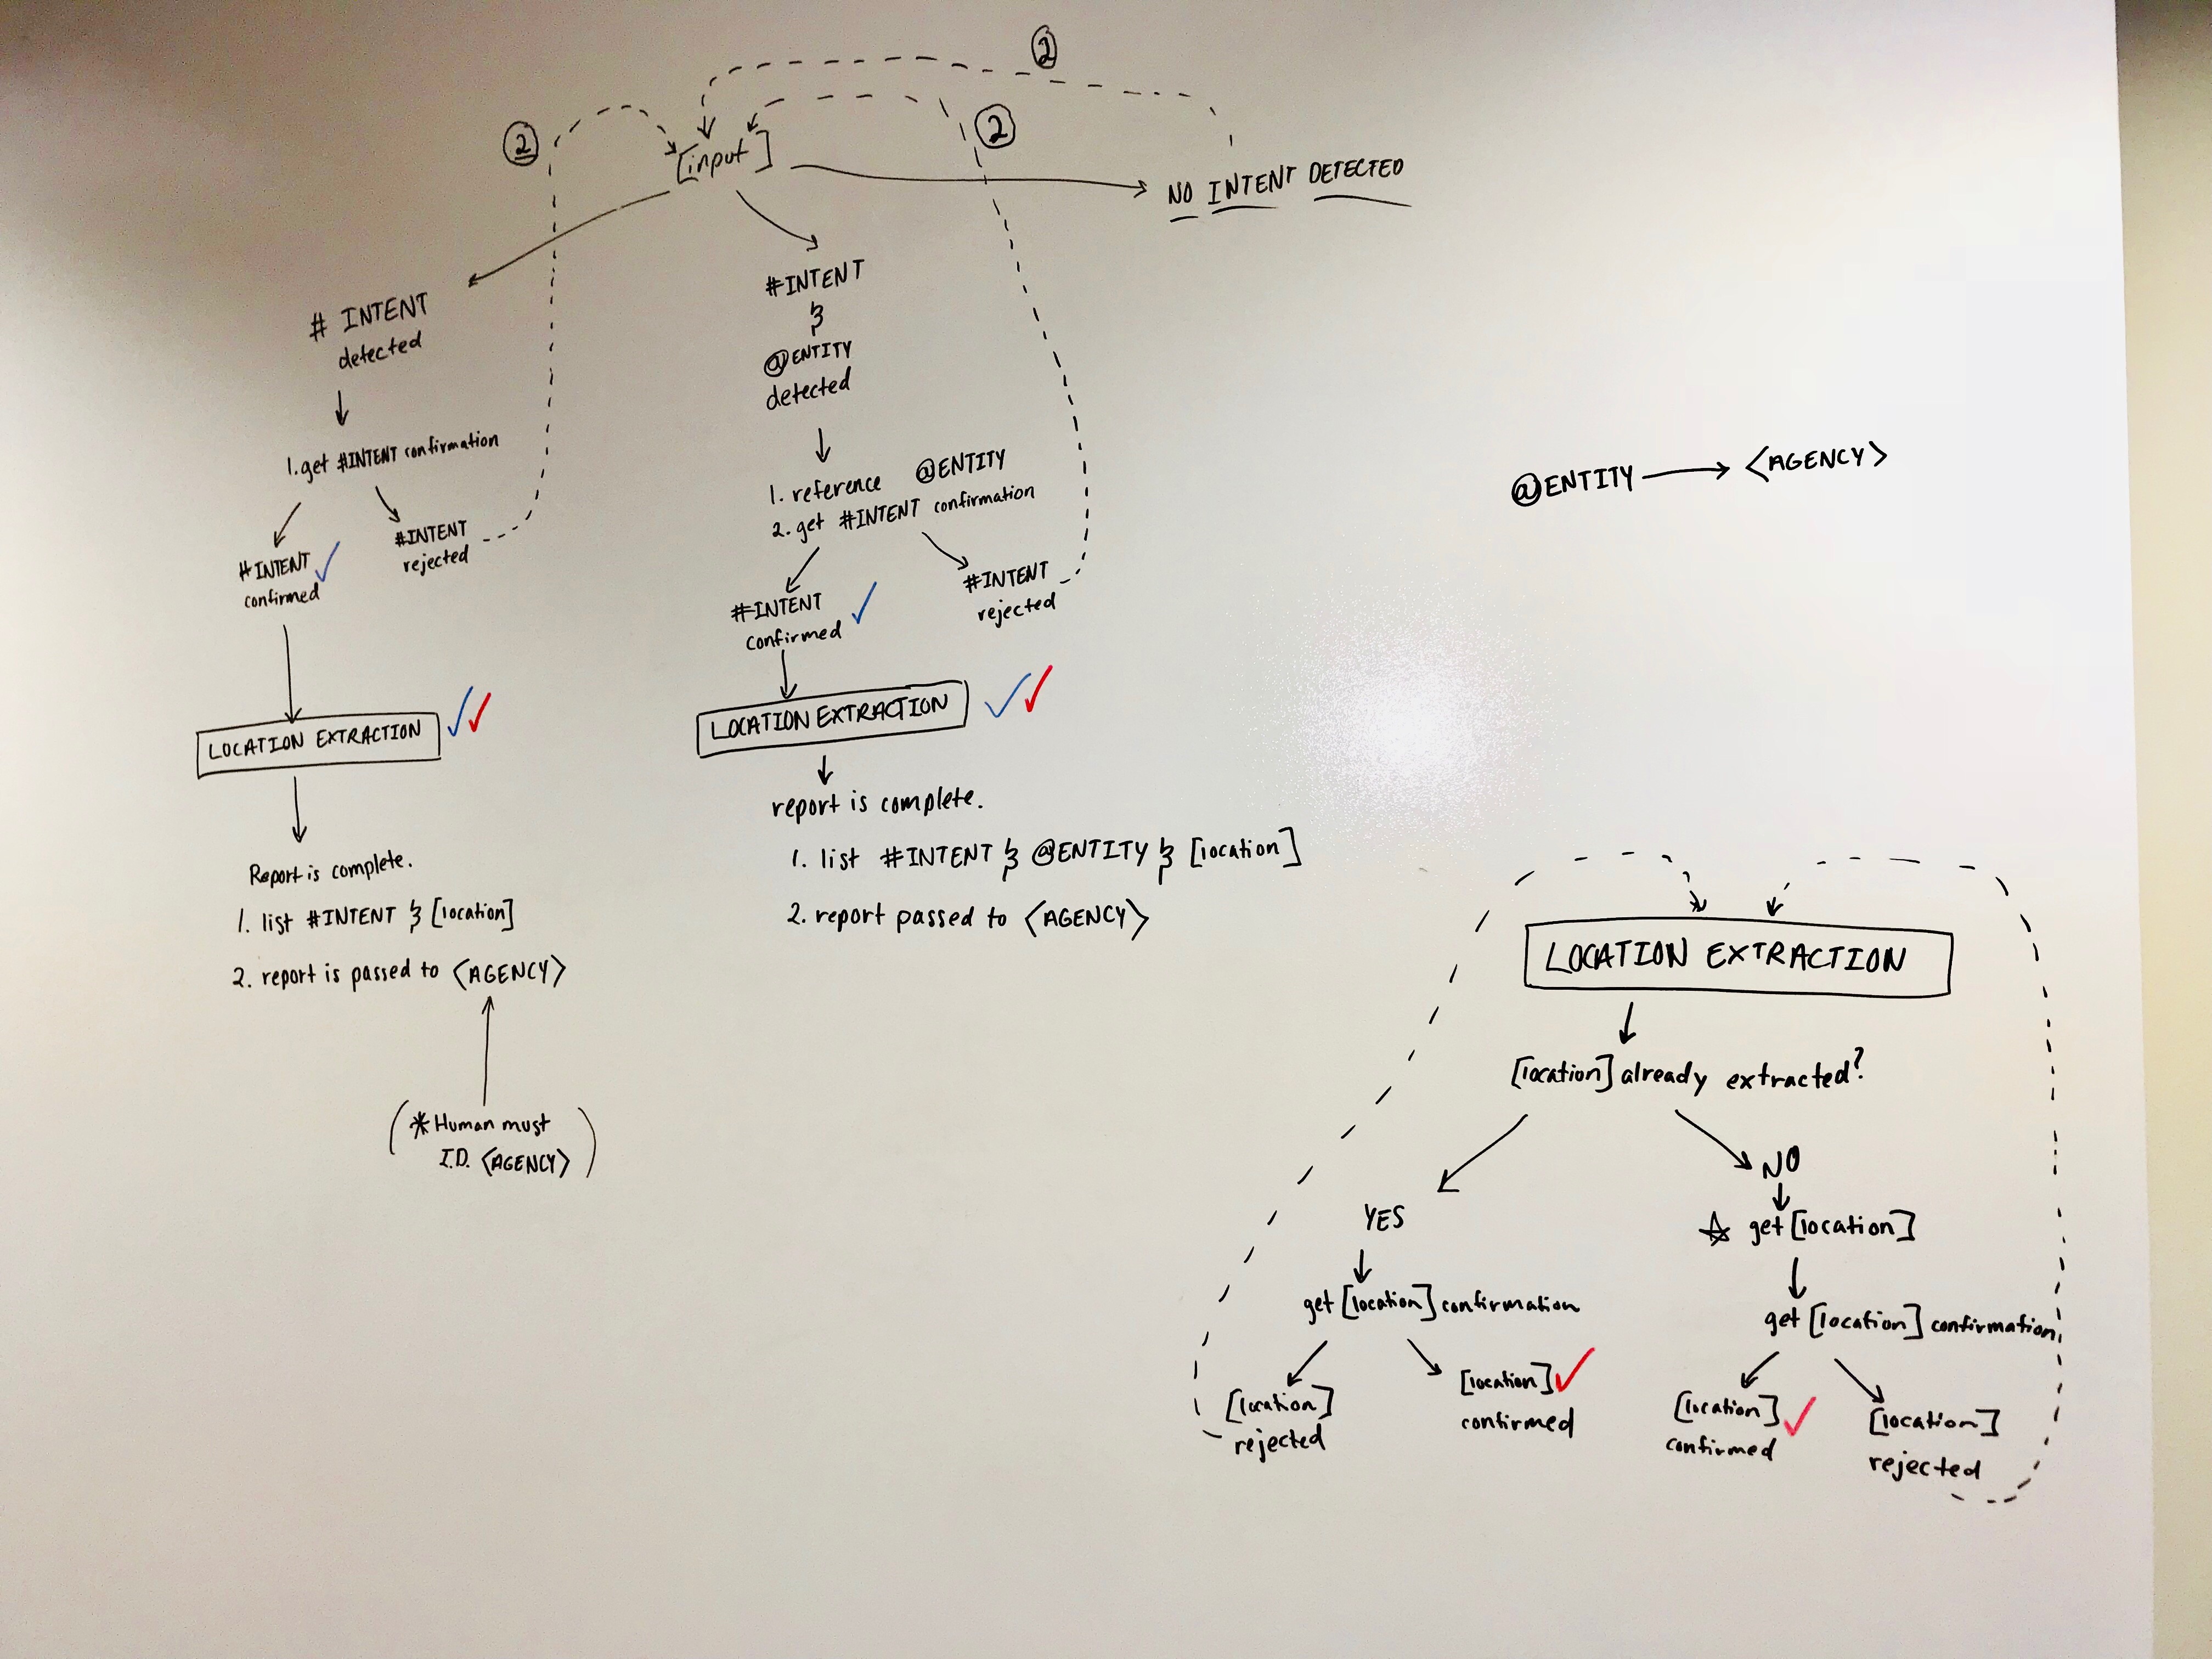 ②
②
②
[input]
NO INTENT DETECTED
# INTENT
detected
1. get #INTENT confirmation
#INTENT
confirmed
#INTENT
rejected
LOCATION EXTRACTION
Report is complete.
1. list #INTENT & [location]
2. report is passed to <AGENCY>
(* Human must
I.D. <AGENCY>)
#INTENT
&
@ENTITY
detected
1. reference @ENTITY
2. get #INTENT confirmation
#INTENT
confirmed
#INTENT
rejected
LOCATION EXTRACTION
report is complete.
1. list #INTENT & @ENTITY & [location]
2. report passed to <AGENCY>
@ENTITY → <AGENCY>
LOCATION EXTRACTION
[location] already extracted?
YES
get [location] confirmation
[location]
rejected
[location]
confirmed
NO
☆ get [location]
get [location] confirmation
[location]
confirmed
[location]
rejected